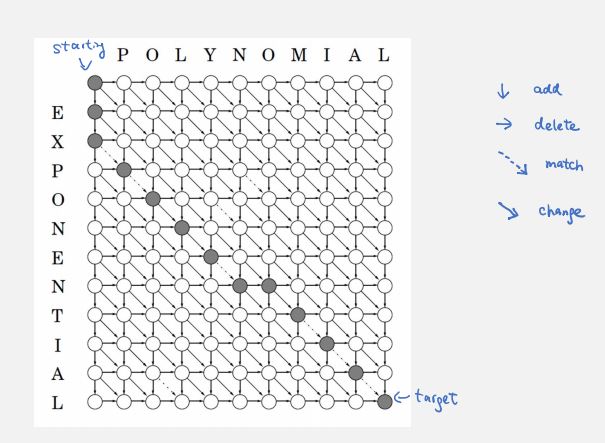 starting
P O L Y N O M I A L
E
X
P
O
N
E
N
T
I
A
L
target
add
delete
match
change